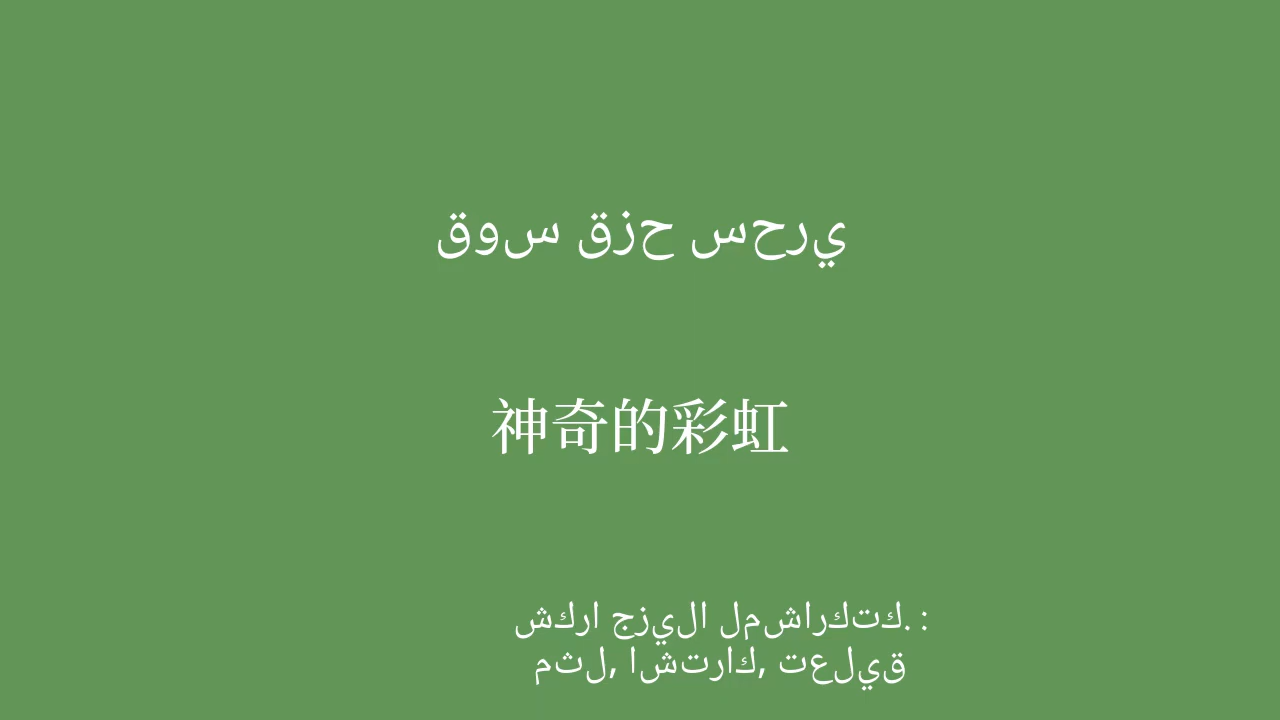 قوس قزح سحري
神奇的彩虹
شكرا جزيلا لمشاركتك. :
مثل, اشتراك, تعليق